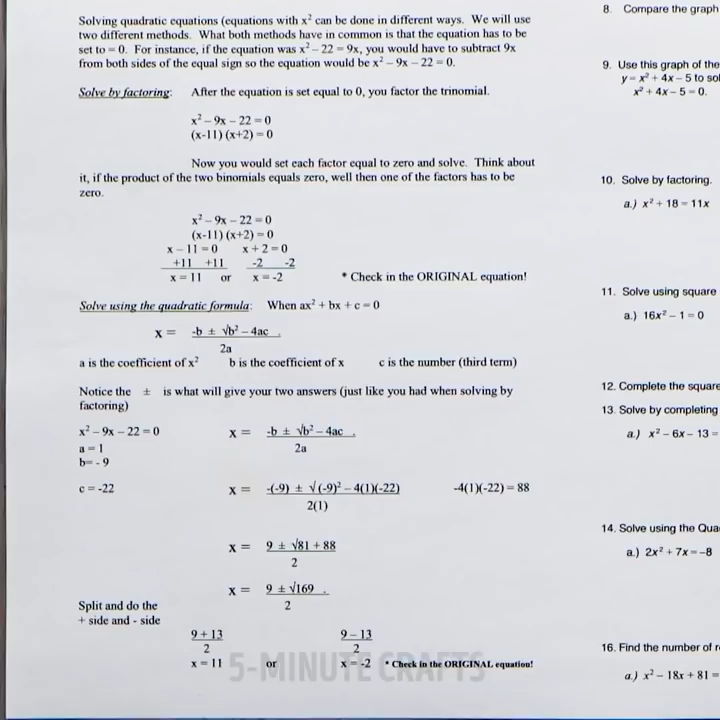 Solving quadratic equations (equations with x² can be done in different ways. We will use
two different methods. What both methods have in common is that the equation has to be
set to = 0. For instance, if the equation was x² – 22 = 9x, you would have to subtract 9x
from both sides of the equal sign so the equation would be x² – 9x – 22 = 0.
Solve by factoring: After the equation is set equal to 0, you factor the trinomial.
x² – 9x – 22 = 0
(x-11) (x+2) = 0
Now you would set each factor equal to zero and solve. Think about
it, if the product of the two binomials equals zero, well then one of the factors has to be
zero.
x² – 9x – 22 = 0
(x-11) (x+2) = 0
x – 11 = 0 x + 2 = 0
+11 +11 -2 -2
x = 11 or x = -2 * Check in the ORIGINAL equation!
Solve using the quadratic formula: When ax² + bx + c = 0
x = -b ± √b² – 4ac .
2a
a is the coefficient of x² b is the coefficient of x c is the number (third term)
Notice the ± is what will give your two answers (just like you had when solving by
factoring)
x² – 9x – 22 = 0 x = -b ± √b² – 4ac .
a = 1 2a
b= - 9
c = -22 x = -(-9) ± √(-9)² – 4(1)(-22) -4(1)(-22) = 88
2(1)
x = 9 ± √81 + 88
2
x = 9 ± √169 .
2
Split and do the
+ side and - side
9 + 13 9 – 13
2 2
x = 11 or x = -2 * Check in the ORIGINAL equation!
5-MINUTE CRAFTS
8. Compare the graph
9. Use this graph of the
y = x² + 4x – 5 to sol
x² + 4x – 5 = 0.
10. Solve by factoring.
a.) x² + 18 = 11x
11. Solve using square
a.) 16x² – 1 = 0
12. Complete the square
13. Solve by completing
a.) x² – 6x – 13 =
14. Solve using the Qua
a.) 2x² + 7x = –8
16. Find the number of r
a.) x² – 18x + 81 =